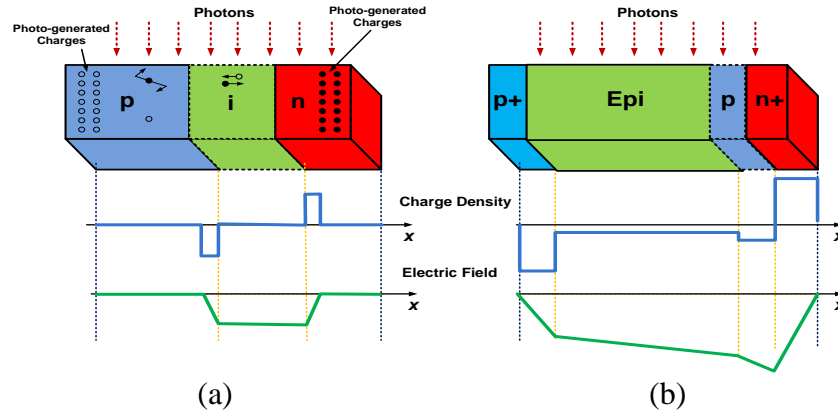 Photons
Photo-generated
Charges
Photo-generated
Charges
p
i
n
Photons
p+
Epi
p
n+
Charge Density
x
x
Electric Field
x
x
(a)
(b)